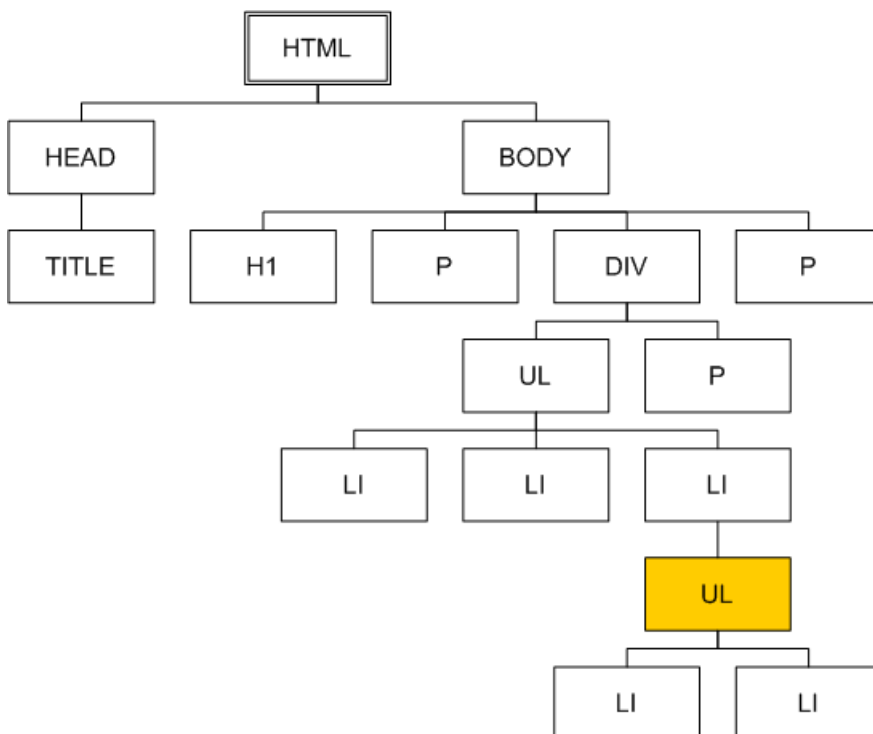 HTML
HEAD BODY
TITLE H1 P DIV P
UL P
LI LI LI
UL
LI LI